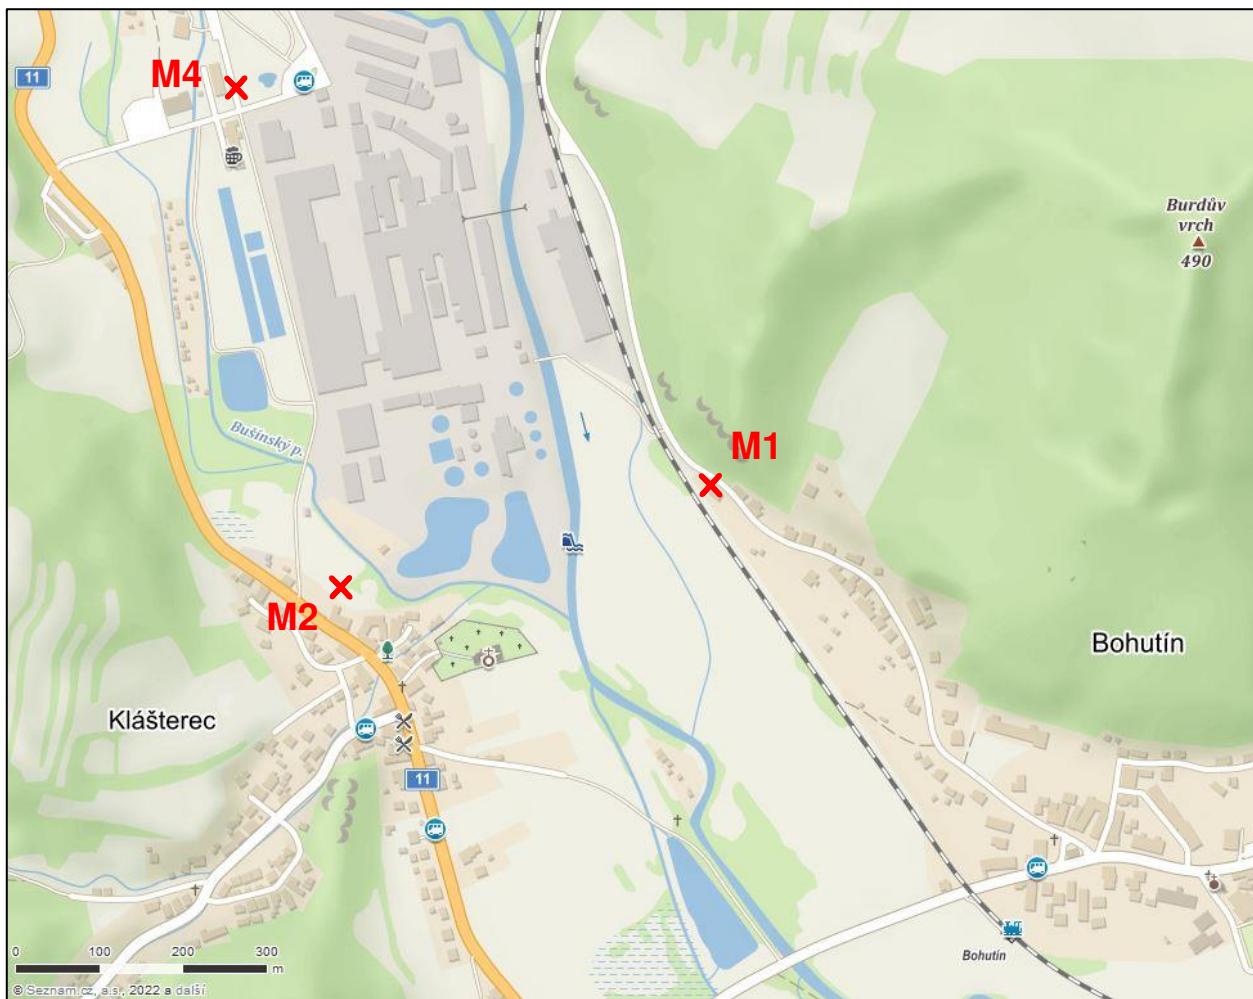 11
M4
Burdův
vrch
490
Bušínský p.
M1
M2
Bohutín
Klášterec
11
0 100 200 300
m
Bohutín
© Seznam.cz, a.s., 2022 a další